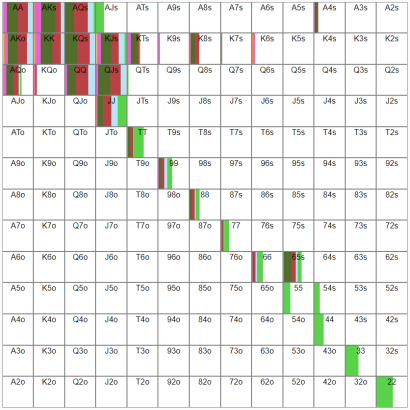 AA AKs AQs AJs ATs A9s A8s A7s A6s A5s A4s A3s A2s
AKo KK KQs KJs KTs K9s K8s K7s K6s K5s K4s K3s K2s
AQo KQo QQ QJs QTs Q9s Q8s Q7s Q6s Q5s Q4s Q3s Q2s
AJo KJo QJo JJ JTs J9s J8s J7s J6s J5s J4s J3s J2s
ATo KTo QTo JTo TT T9s T8s T7s T6s T5s T4s T3s T2s
A9o K9o Q9o J9o T9o 99 98s 97s 96s 95s 94s 93s 92s
A8o K8o Q8o J8o T8o 98o 88 87s 86s 85s 84s 83s 82s
A7o K7o Q7o J7o T7o 97o 87o 77 76s 75s 74s 73s 72s
A6o K6o Q6o J6o T6o 96o 86o 76o 66 65s 64s 63s 62s
A5o K5o Q5o J5o T5o 95o 85o 75o 65o 55 54s 53s 52s
A4o K4o Q4o J4o T4o 94o 84o 74o 64o 54o 44 43s 42s
A3o K3o Q3o J3o T3o 93o 83o 73o 63o 53o 43o 33 32s
A2o K2o Q2o J2o T2o 92o 82o 72o 62o 52o 42o 32o 22